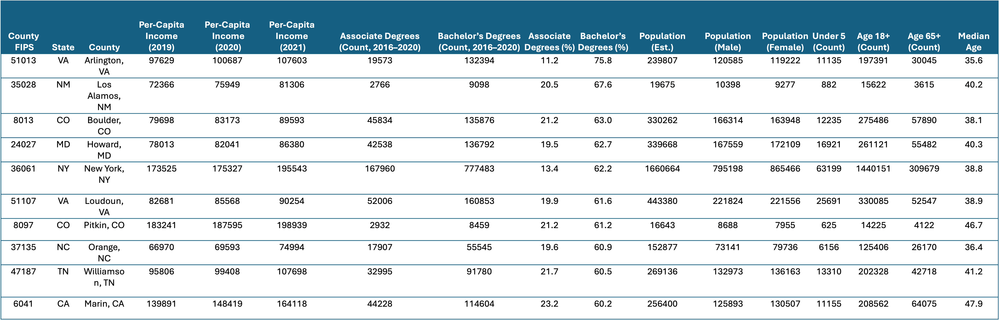 Per-Capita Per-Capita Per-Capita
County Income Income Income Associate Degrees Bachelor’s Degrees Associate Bachelor’s Population Population Population Under 5 Age 18+ Age 65+ Median
FIPS State County (2019) (2020) (2021) (Count, 2016–2020) (Count, 2016–2020) Degrees (%) Degrees (%) (Est.) (Male) (Female) (Count) (Count) (Count) Age
51013 VA Arlington, 97629 100687 107603 19573 132394 11.2 75.8 239807 120585 119222 11135 197391 30045 35.6
VA
35028 NM Los 72366 75949 81306 2766 9098 20.5 67.6 19675 10398 9277 882 15622 3615 40.2
Alamos,
NM
8013 CO Boulder, 79698 83173 89593 45834 135876 21.2 63.0 330262 166314 163948 12235 275486 57890 38.1
CO
24027 MD Howard, 78013 82041 86380 42538 136792 19.5 62.7 339668 167559 172109 16921 261121 55482 40.3
MD
36061 NY New York, 173525 175327 195543 167960 777483 13.4 62.2 1660664 795198 865466 63199 1440151 309679 38.8
NY
51107 VA Loudoun, 82681 85568 90254 52006 160853 19.9 61.6 443380 221824 221556 25691 330085 52547 38.9
VA
8097 CO Pitkin, CO 183241 187595 198939 2932 8459 21.2 61.2 16643 8688 7955 625 14225 4122 46.7
37135 NC Orange, 66970 69593 74994 17907 55545 19.6 60.9 152877 73141 79736 6156 125406 26170 36.4
NC
47187 TN Williamso 95806 99408 107698 32995 91780 21.7 60.5 269136 132973 136163 13310 202328 42718 41.2
n, TN
6041 CA Marin, CA 139891 148419 164118 44228 114604 23.2 60.2 256400 125893 130507 11155 208562 64075 47.9